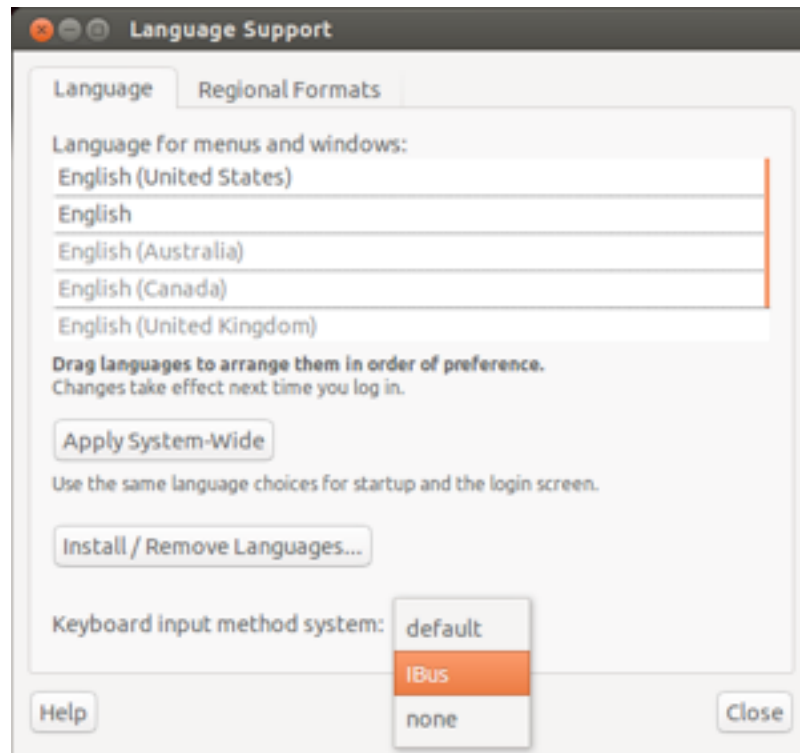 Language Support
Language
Regional Formats
Language for menus and windows:
English (United States)
English
English (Australia)
English (Canada)
English (United Kingdom)
Drag languages to arrange them in order of preference.
Changes take effect next time you log in.
Apply System-Wide
Use the same language choices for startup and the login screen.
Install / Remove Languages...
Keyboard input method system:
default
IBus
none
Help
Close